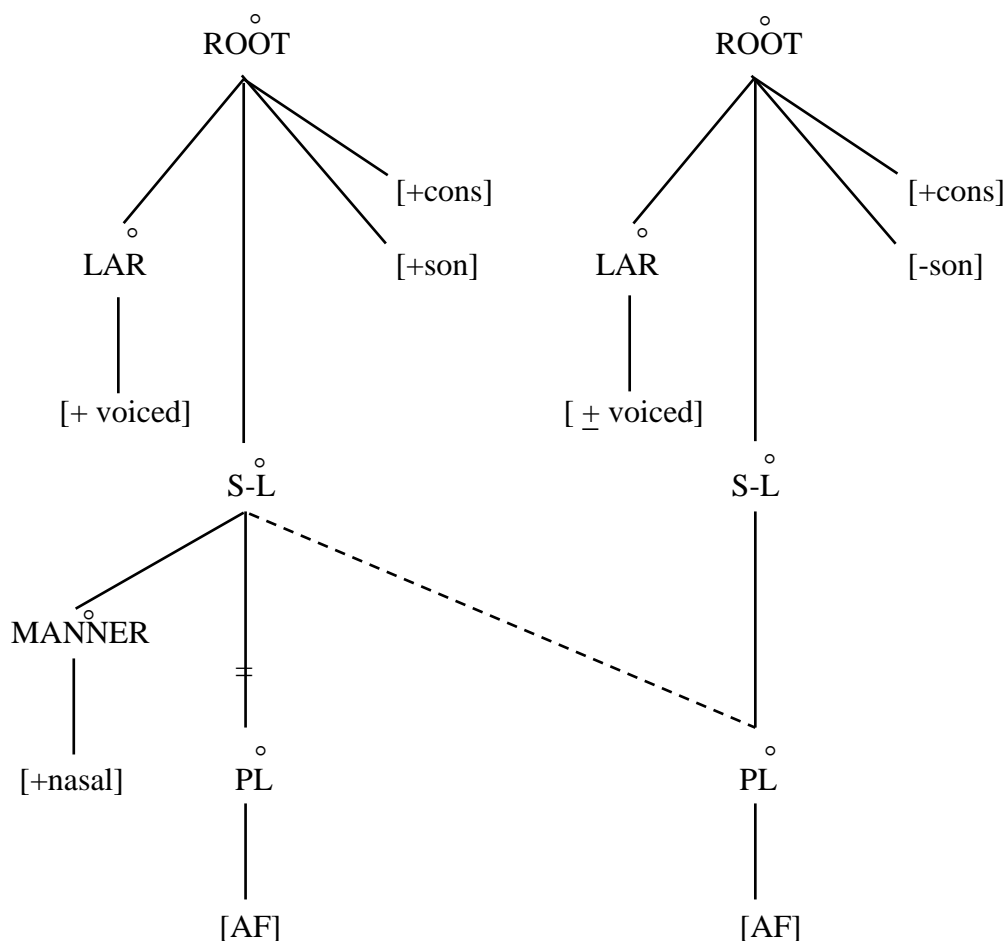 ROOT ROOT
[+cons] [+cons]
LAR [+son] LAR [-son]
[+ voiced] [ ± voiced]
S-L S-L
MANNER
[+nasal] PL PL
[AF] [AF]